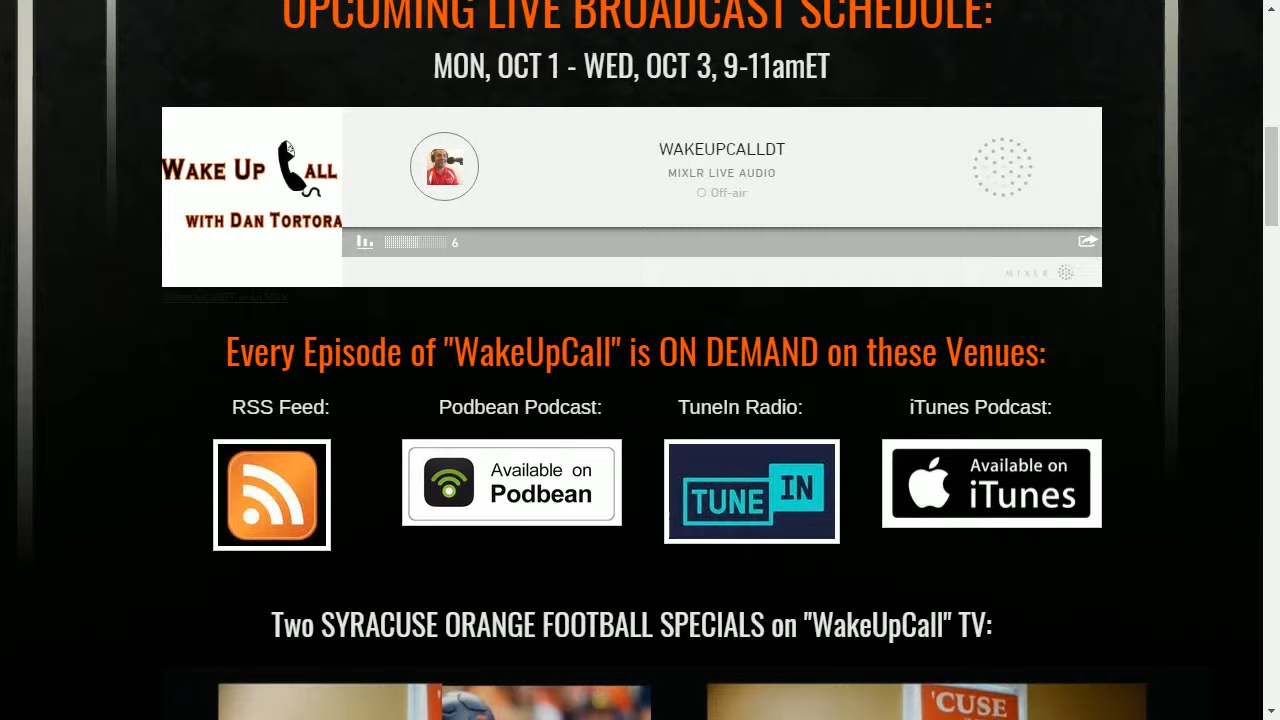 UPCOMING LIVE BROADCAST SCHEDULE:
MON, OCT 1 - WED, OCT 3, 9-11amET
WAKE UP CALL
WITH DAN TORTORA
WAKEUPCALLDT
MIXLR LIVE AUDIO
Off-air
6
MIXLR
Every Episode of "WakeUpCall" is ON DEMAND on these Venues:
RSS Feed:
Podbean Podcast:
TuneIn Radio:
iTunes Podcast:
Available on
Podbean
TUNE IN
Available on
iTunes
Two SYRACUSE ORANGE FOOTBALL SPECIALS on "WakeUpCall" TV:
'CUSE